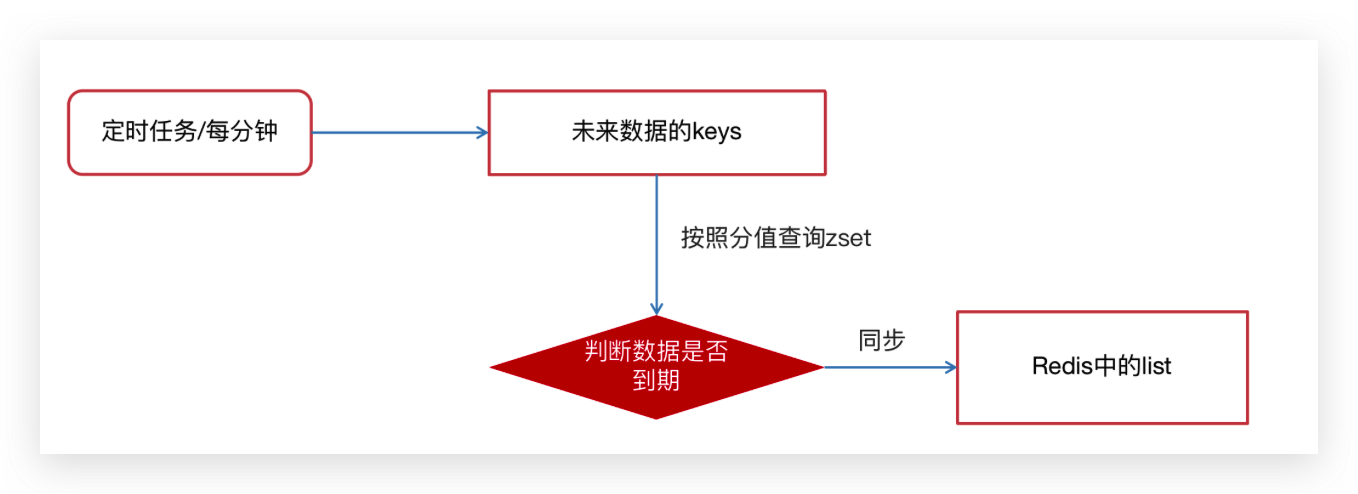 定时任务/每分钟
未来数据的keys
按照分值查询zset
判断数据是否
到期
同步
Redis中的list